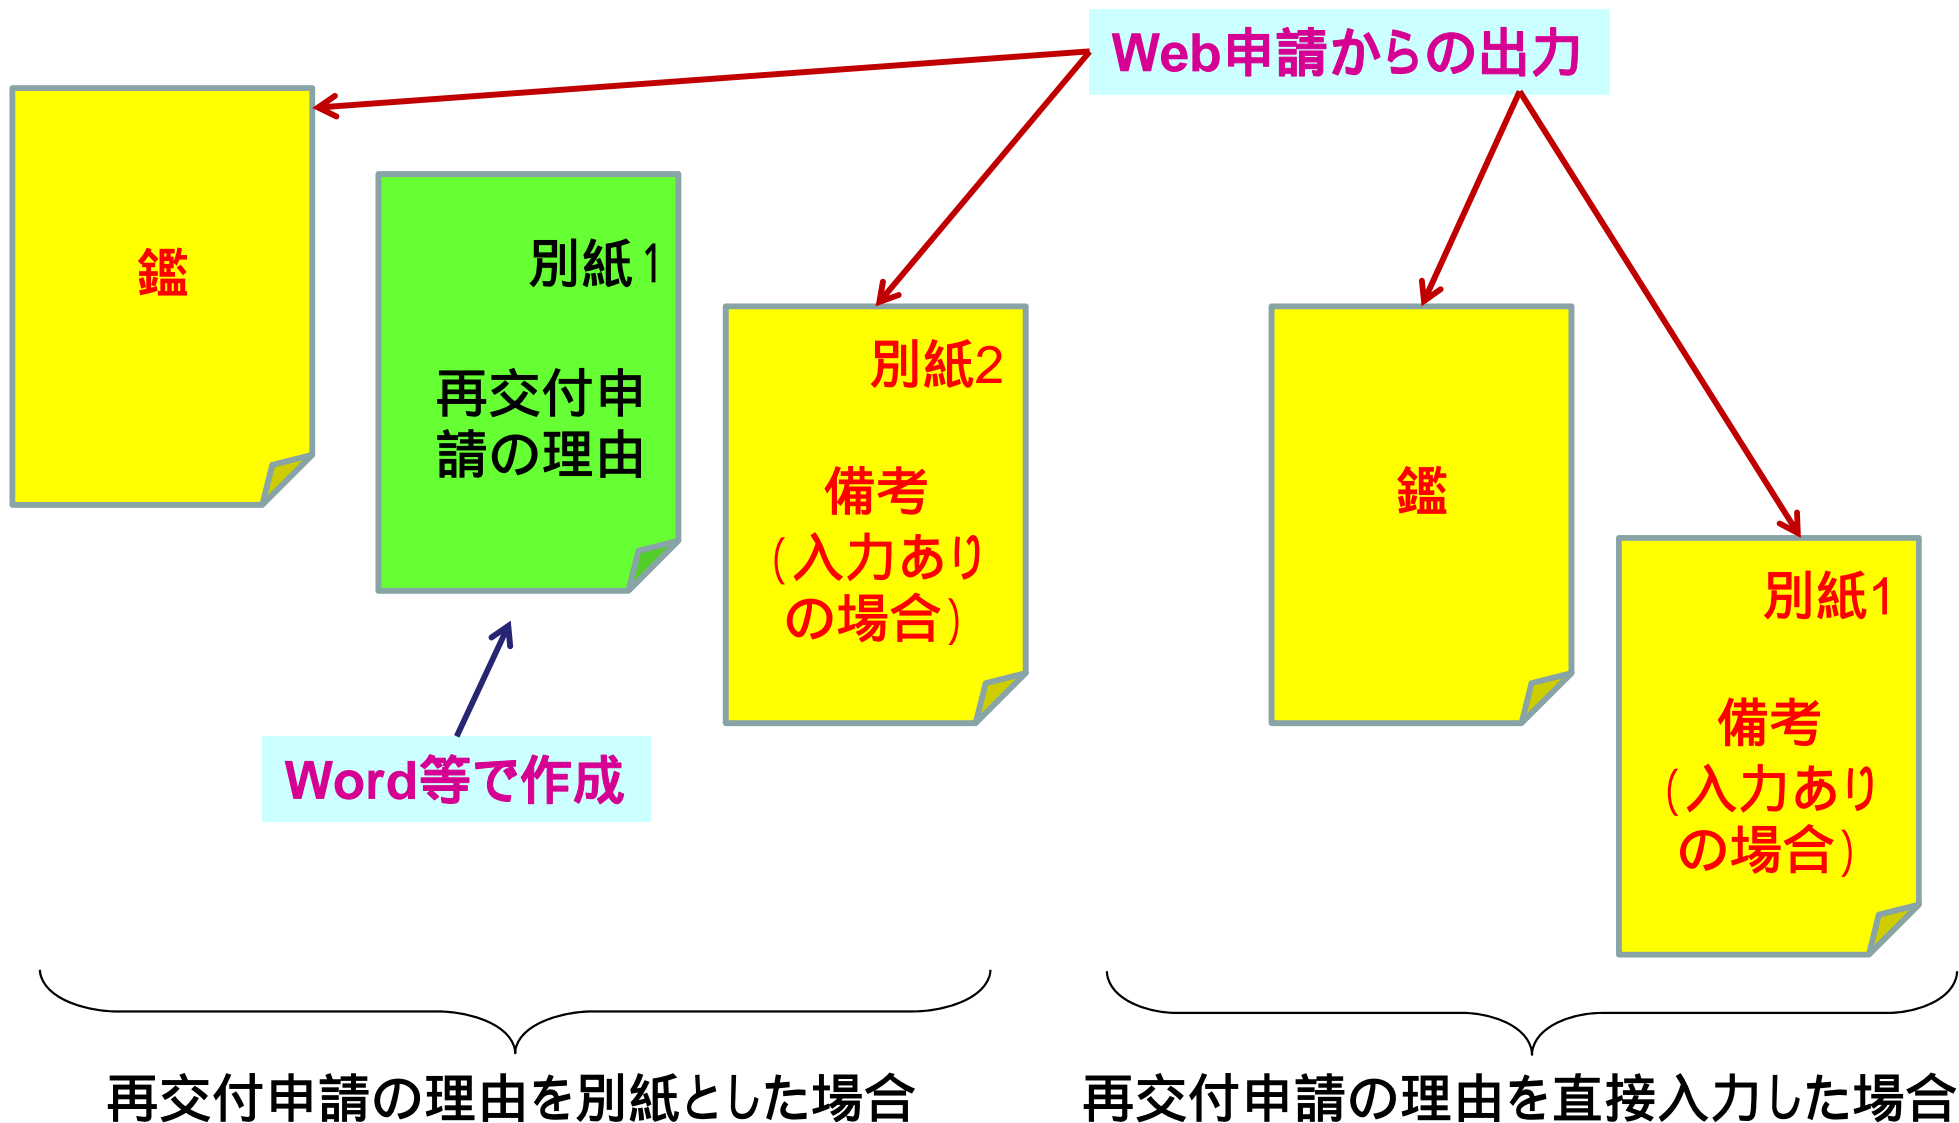 Web申請からの出力
鑑
別紙1
再交付申
請の理由
別紙2
備考
(入力あり
の場合)
Word等で作成
鑑
別紙1
備考
(入力あり
の場合)
再交付申請の理由を別紙とした場合
再交付申請の理由を直接入力した場合